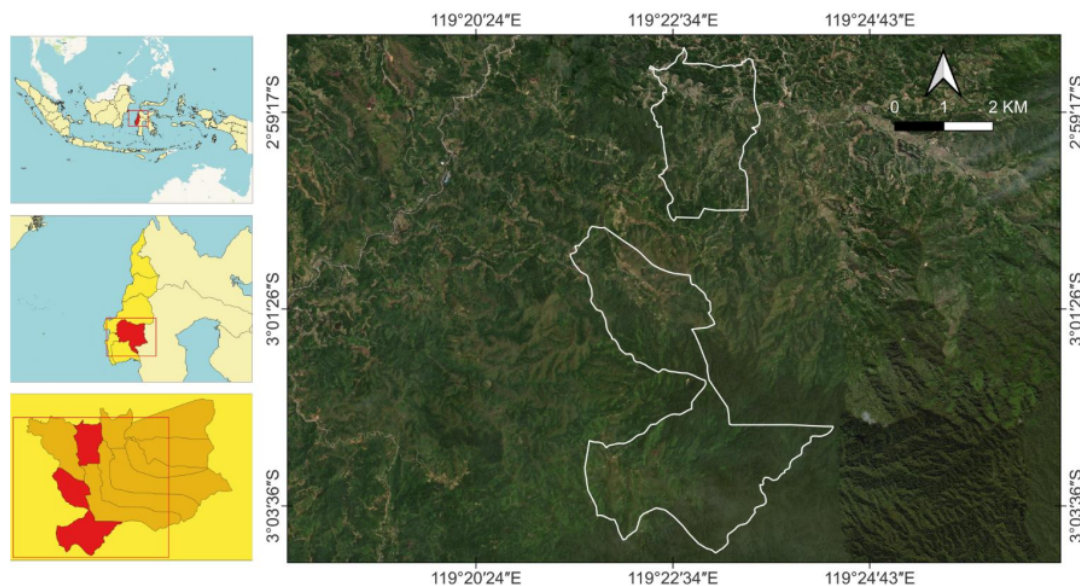 119°20′24″E 119°22′34″E 119°24′43″E
2°59′17″S 2°59′17″S
0 1 2 KM
3°01′26″S 3°01′26″S
3°03′36″S 3°03′36″S
119°20′24″E 119°22′34″E 119°24′43″E